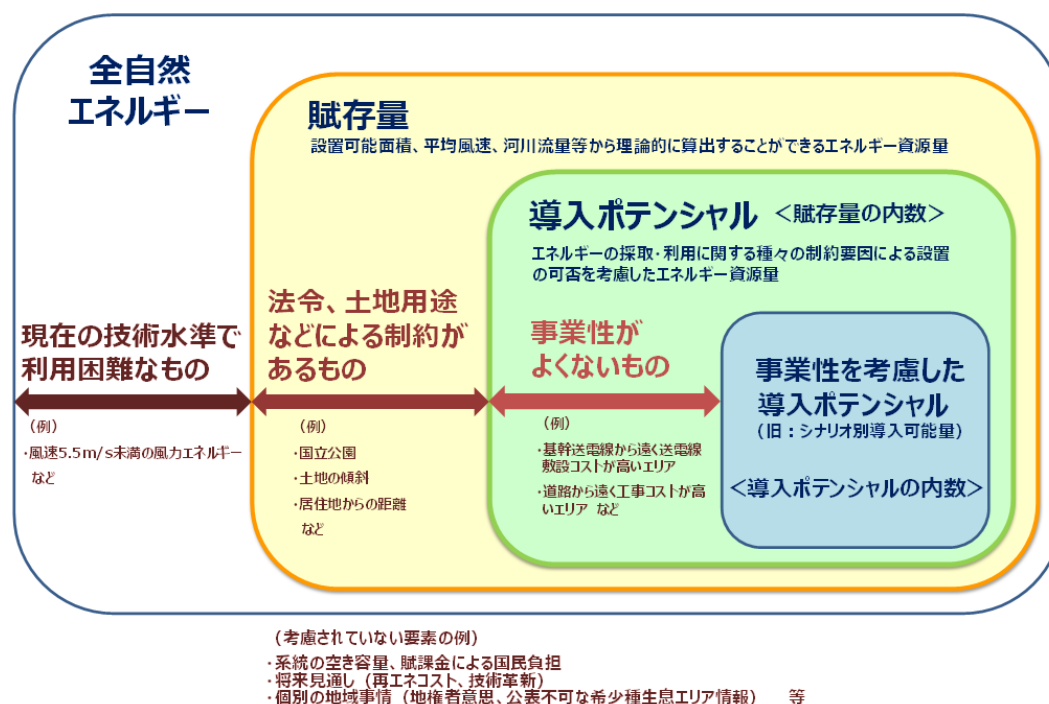 全自然
エネルギー
賦存量
設置可能面積、平均風速、河川流量等から理論的に算出することができるエネルギー資源量
導入ポテンシャル <賦存量の内数>
エネルギーの採取・利用に関する種々の制約要因による設置
の可否を考慮したエネルギー資源量
現在の技術水準で
利用困難なもの
(例)
・風速5.5m/s未満の風力エネルギー
など
法令、土地用途
などによる制約が
あるもの
(例)
・国立公園
・土地の傾斜
・居住地からの距離
など
事業性が
よくないもの
(例)
・基幹送電線から遠く送電線
敷設コストが高いエリア
・道路から遠く工事コストが高
いエリア など
事業性を考慮した
導入ポテンシャル
(旧：シナリオ別導入可能量)
<導入ポテンシャルの内数>
(考慮されていない要素の例)
・系統の空き容量、賦課金による国民負担
・将来見通し（再エネコスト、技術革新）
・個別の地域事情（地権者意思、公表不可な希少種生息エリア情報） 等